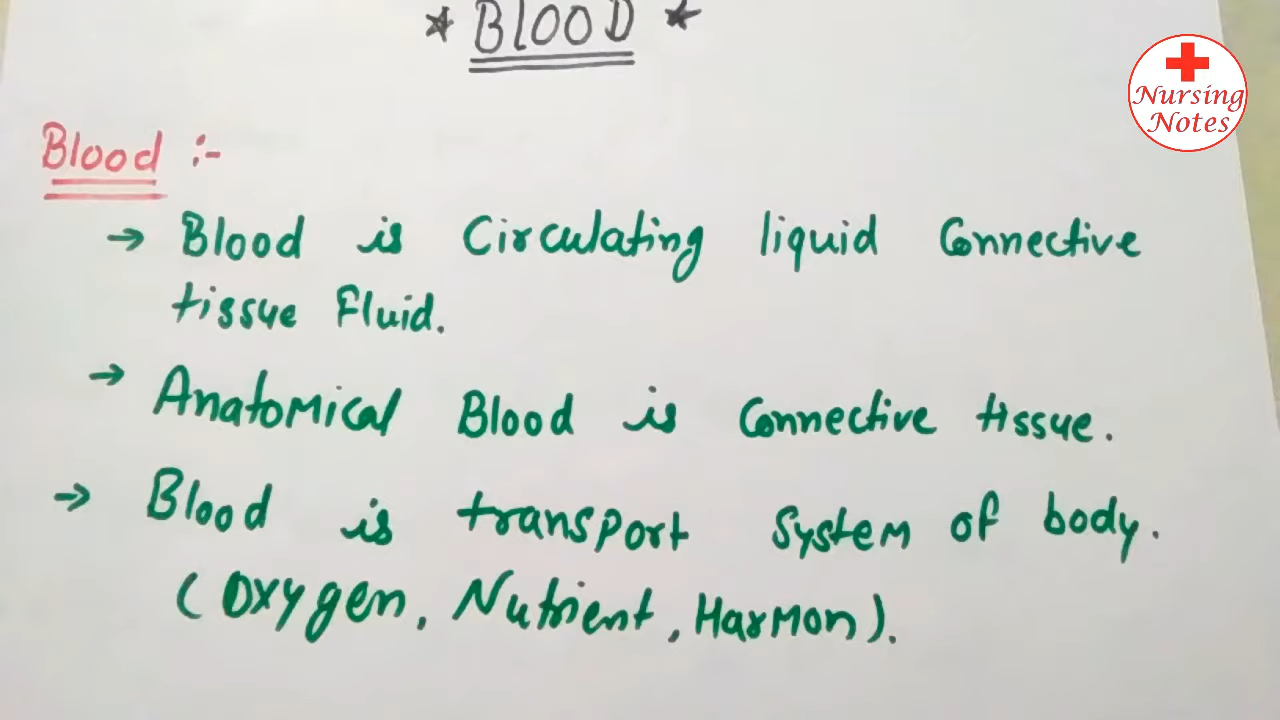 * BLOOD *
Nursing
Notes
Blood :-
→ Blood is Circulating liquid Connective
tissue Fluid.
→ Anatomical Blood is Connective tissue.
→ Blood is transport System of body.
(Oxygen, Nutrient, Harmon).